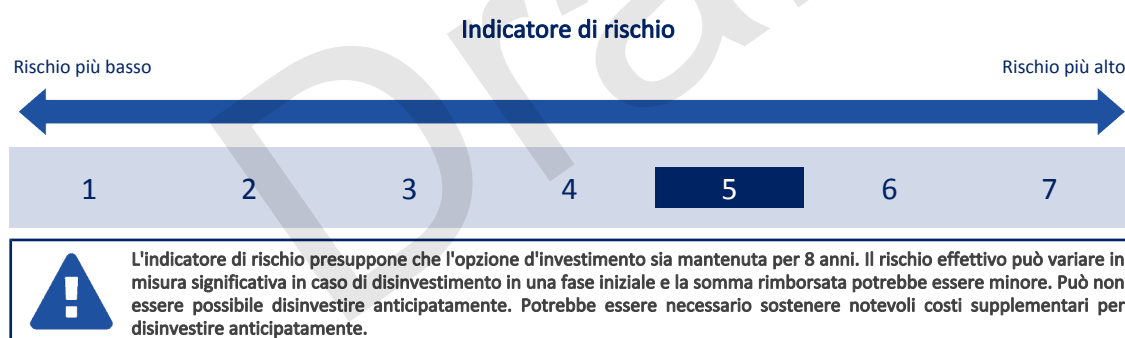 Indicatore di rischio
Rischio più basso
Rischio più alto
1 2 3 4 5 6 7
L'indicatore di rischio presuppone che l'opzione d'investimento sia mantenuta per 8 anni. Il rischio effettivo può variare in
misura significativa in caso di disinvestimento in una fase iniziale e la somma rimborsata potrebbe essere minore. Può non
essere possibile disinvestire anticipatamente. Potrebbe essere necessario sostenere notevoli costi supplementari per
disinvestire anticipatamente.